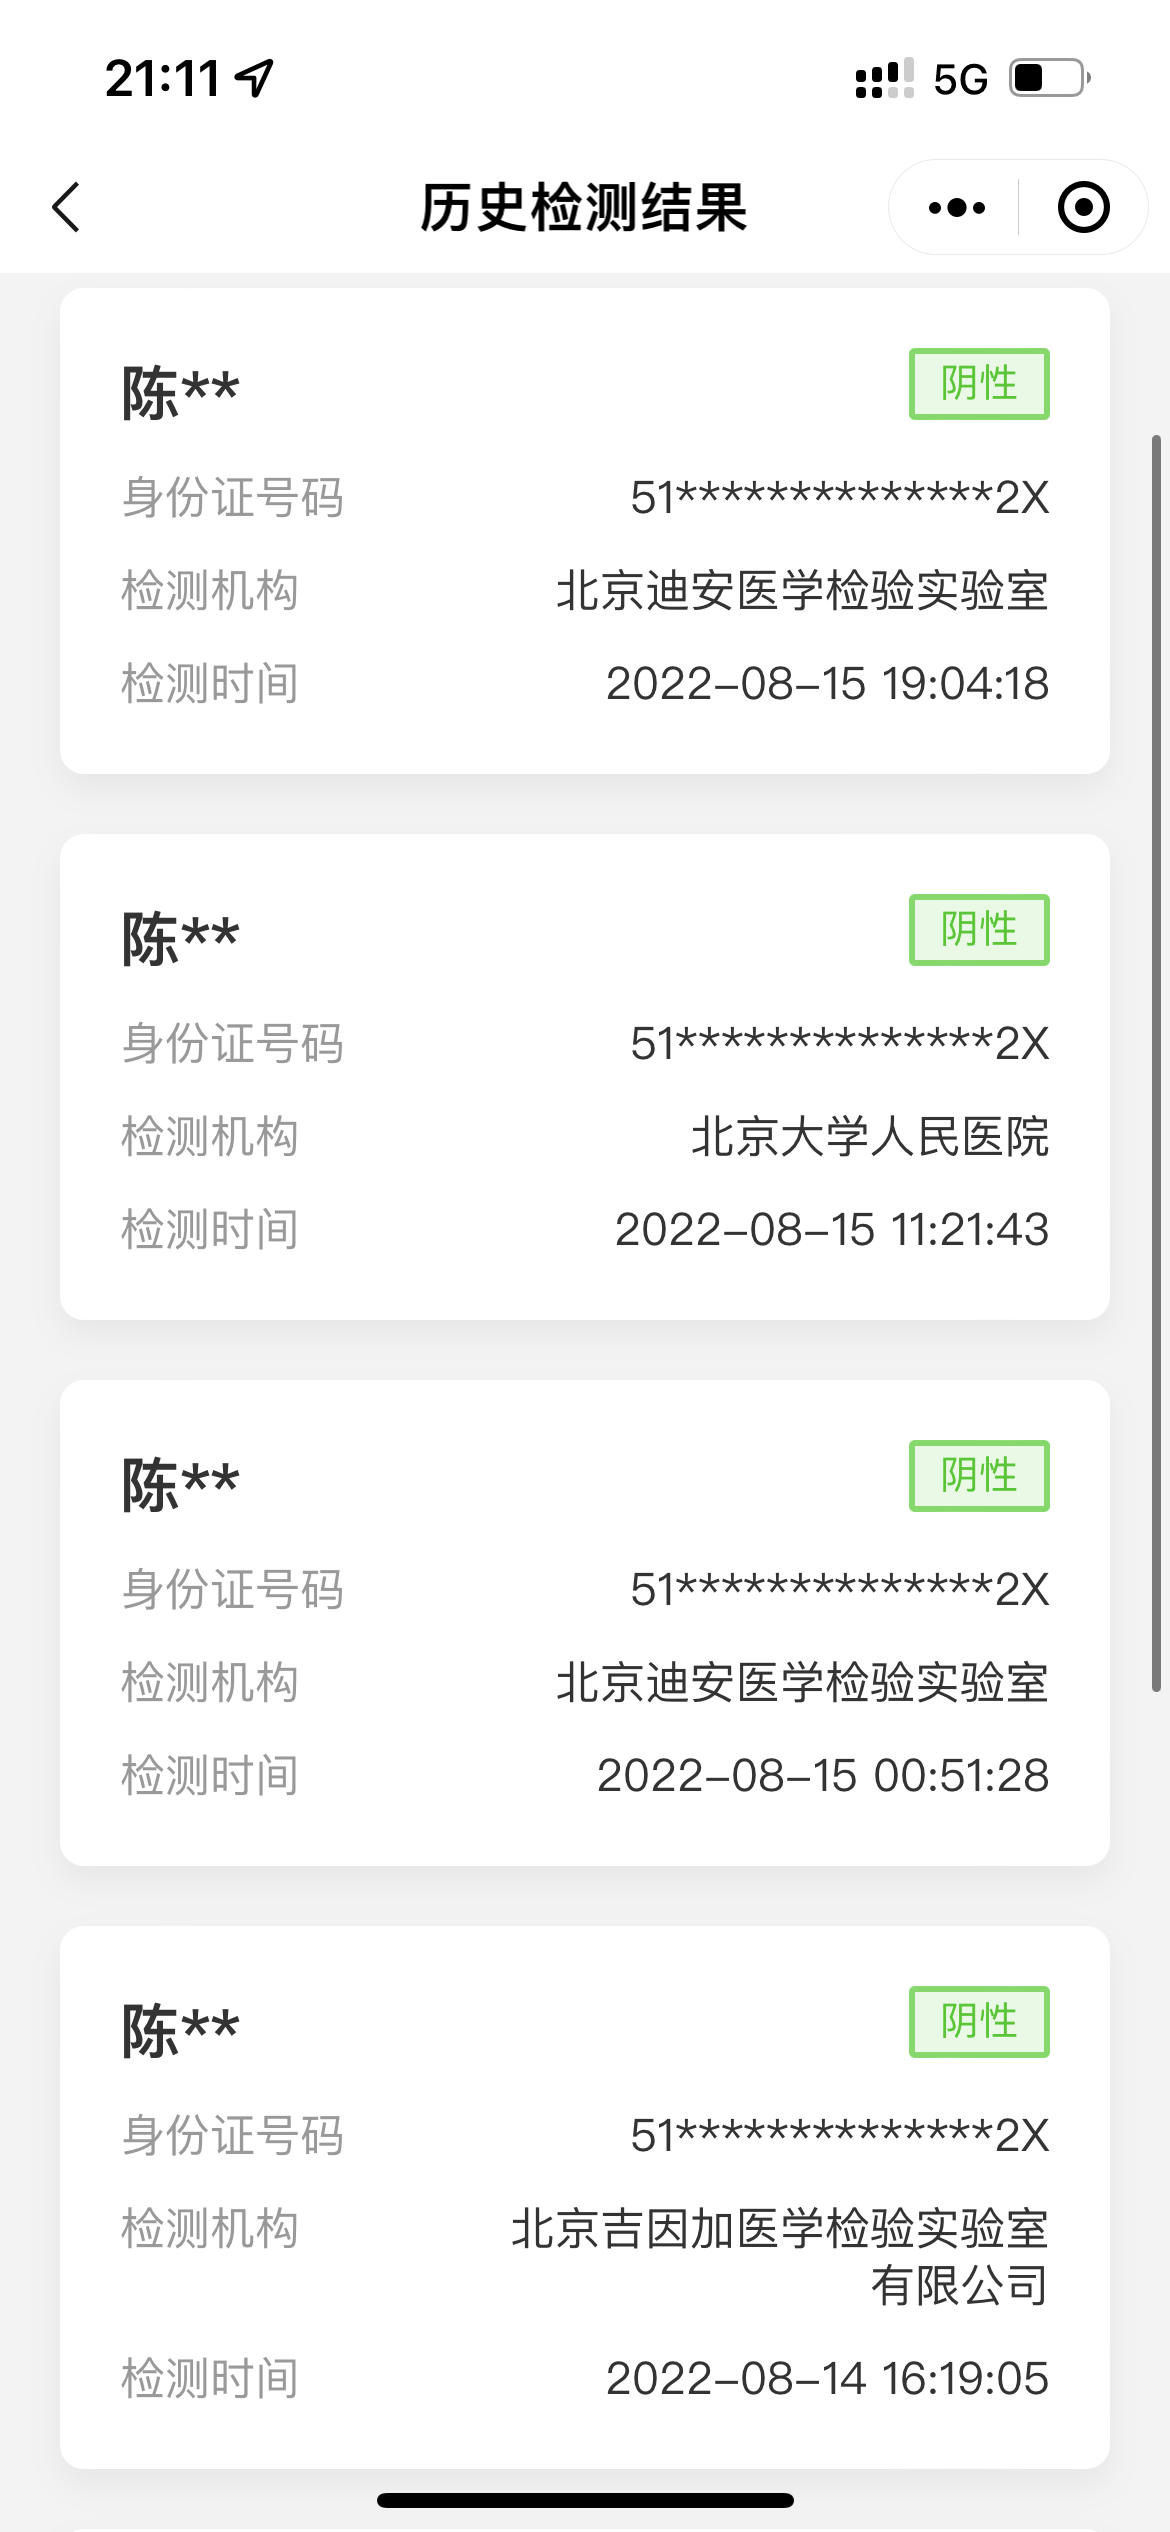 21:11 5G
历史检测结果
陈** 阴性
身份证号码 51**************2X
检测机构 北京迪安医学检验实验室
检测时间 2022-08-15 19:04:18
陈** 阴性
身份证号码 51**************2X
检测机构 北京大学人民医院
检测时间 2022-08-15 11:21:43
陈** 阴性
身份证号码 51**************2X
检测机构 北京迪安医学检验实验室
检测时间 2022-08-15 00:51:28
陈** 阴性
身份证号码 51**************2X
检测机构 北京吉因加医学检验实验室
有限公司
检测时间 2022-08-14 16:19:05